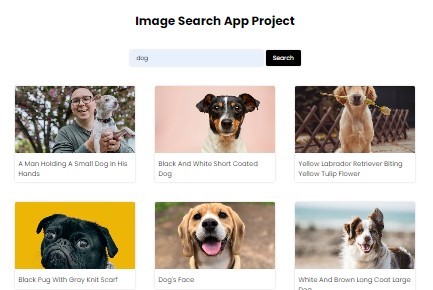 Image Search App Project
dog
Search
A Man Holding A Small Dog In His
Hands
Black And White Short Coated
Dog
Yellow Labrador Retriever Biting
Yellow Tulip Flower
Black Pug With Gray Knit Scarf
Dog's Face
White And Brown Long Coat Large
Dog